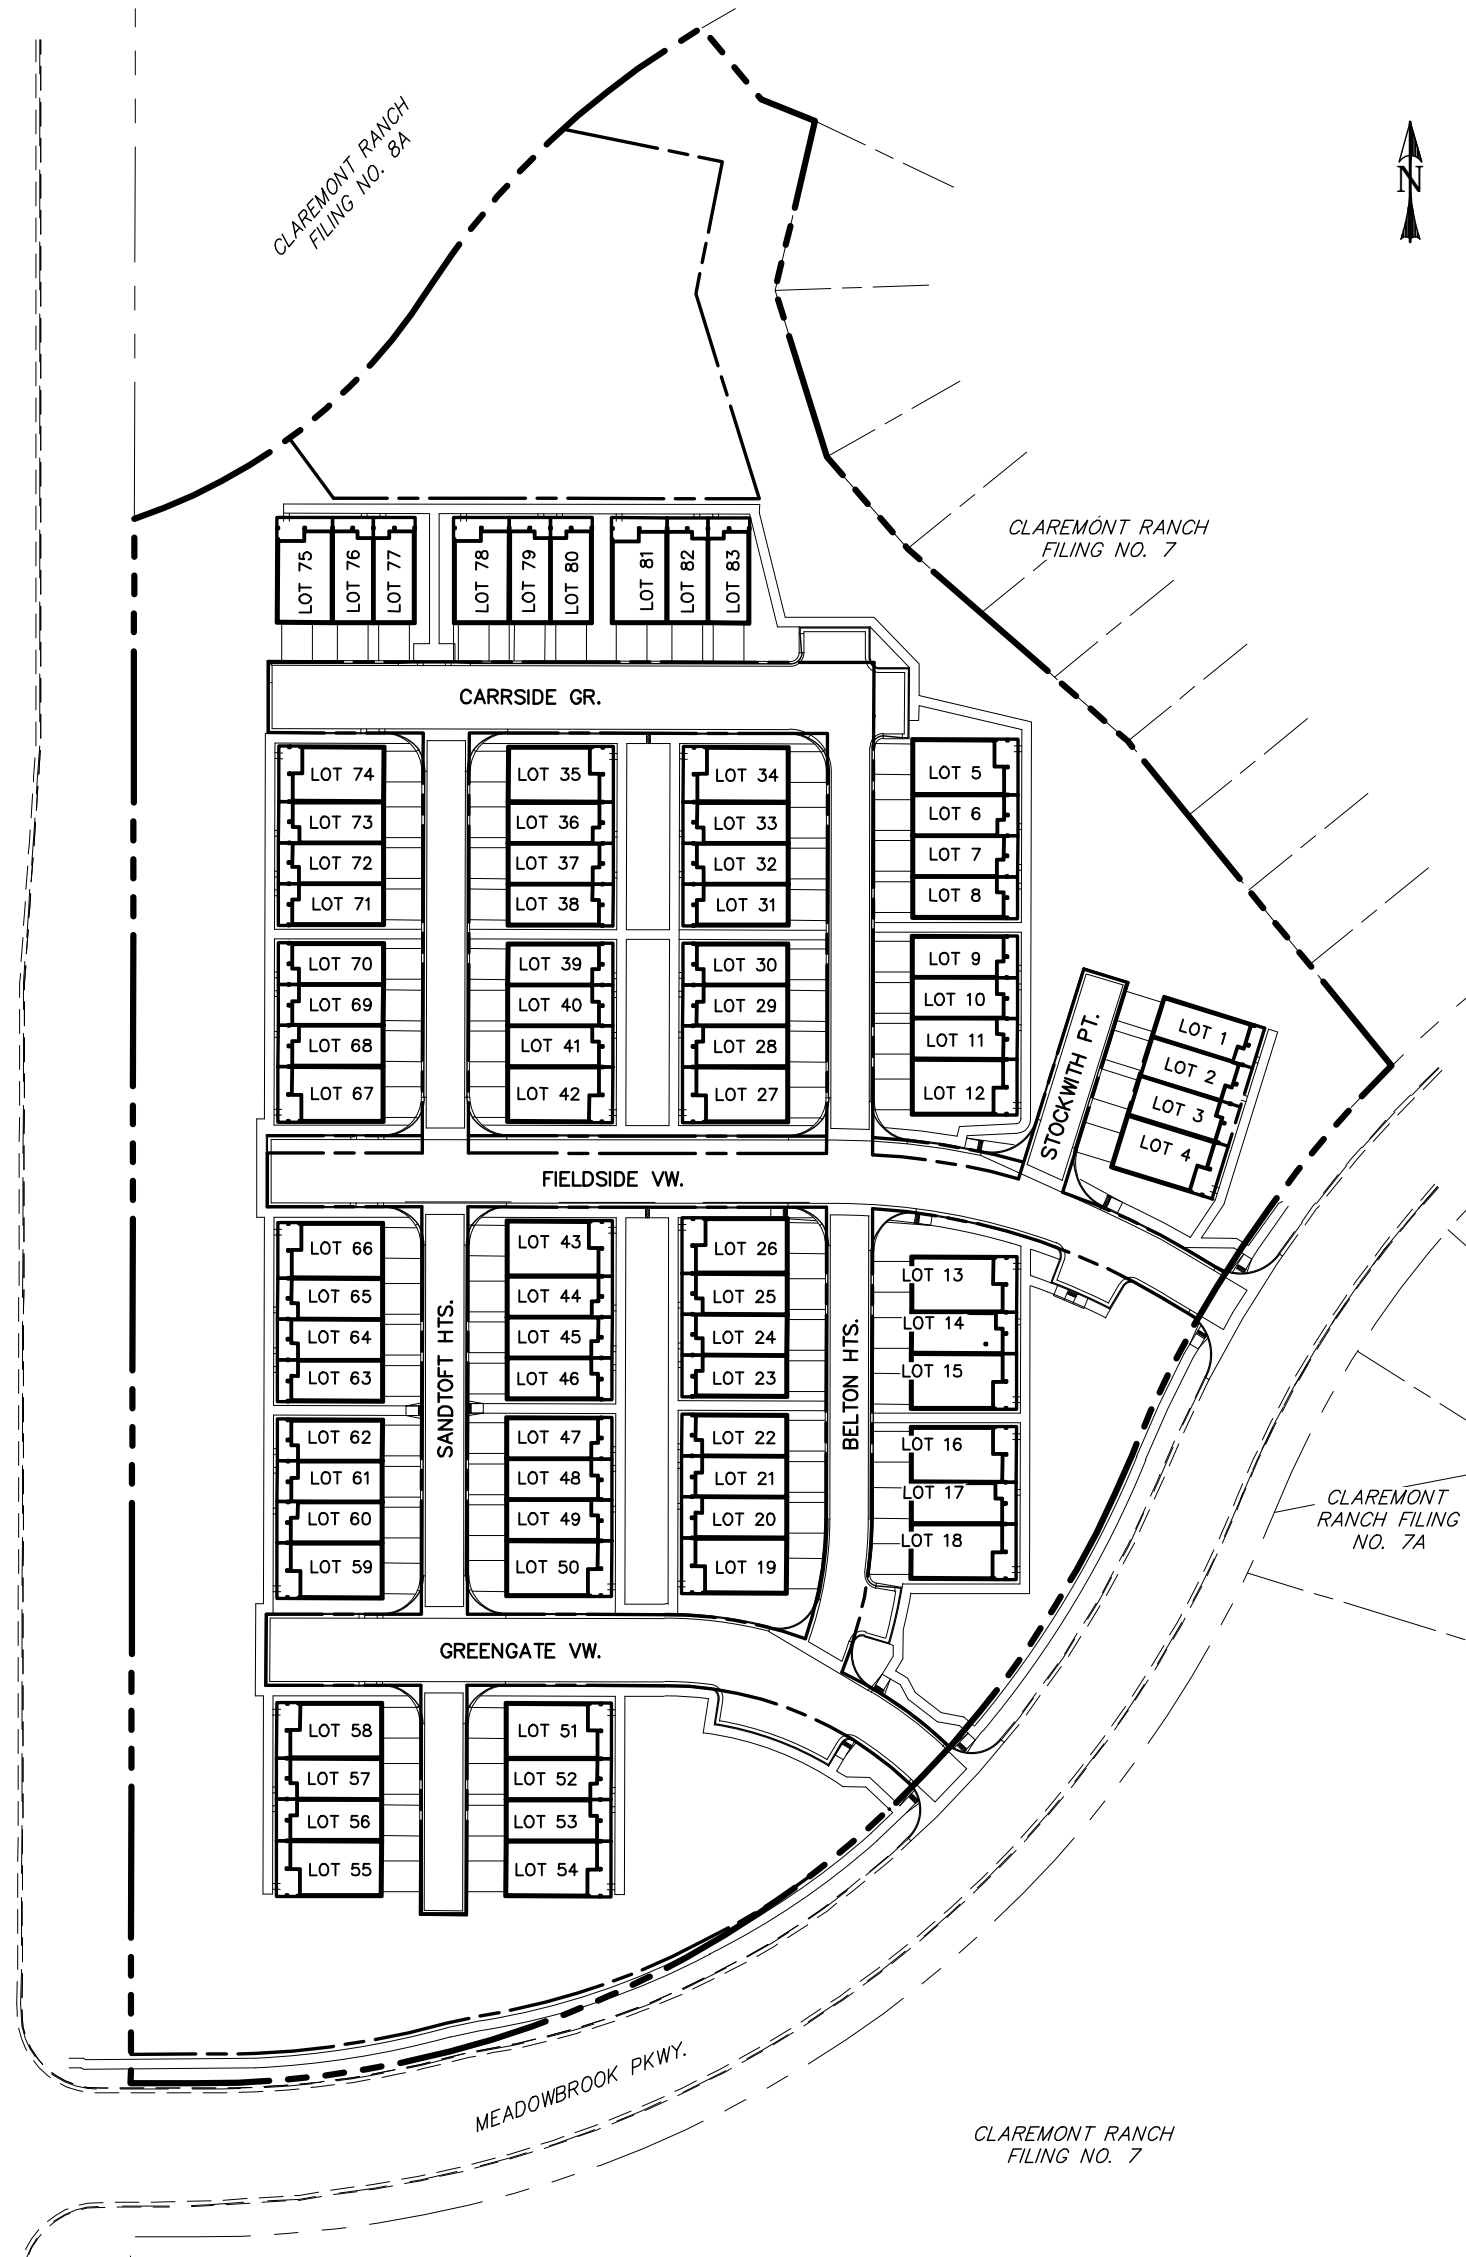 CLAREMONT RANCH
FILING NO. 8A
N
CLAREMONT RANCH
FILING NO. 7
LOT 75
LOT 76
LOT 77
LOT 78
LOT 79
LOT 80
LOT 81
LOT 82
LOT 83
CARRSIDE GR.
LOT 74
LOT 35
LOT 34
LOT 5
LOT 73
LOT 36
LOT 33
LOT 6
LOT 72
LOT 37
LOT 32
LOT 7
LOT 71
LOT 38
LOT 31
LOT 8
LOT 70
LOT 39
LOT 30
LOT 9
LOT 69
LOT 40
LOT 29
LOT 10
LOT 68
LOT 41
LOT 28
LOT 11
LOT 67
LOT 42
LOT 27
LOT 12
STOCKWITH PT.
LOT 1
LOT 2
LOT 3
LOT 4
FIELDSIDE VW.
LOT 66
LOT 43
LOT 26
LOT 13
LOT 65
LOT 44
LOT 25
LOT 14
LOT 64
LOT 45
LOT 24
LOT 15
LOT 63
LOT 46
LOT 23
SANDTOFT HTS.
BELTON HTS.
LOT 62
LOT 47
LOT 22
LOT 16
LOT 61
LOT 48
LOT 21
LOT 17
LOT 60
LOT 49
LOT 20
LOT 18
LOT 59
LOT 50
LOT 19
CLAREMONT
RANCH FILING
NO. 7A
GREENGATE VW.
LOT 58
LOT 51
LOT 57
LOT 52
LOT 56
LOT 53
LOT 55
LOT 54
MEADOWBROOK PKWY.
CLAREMONT RANCH
FILING NO. 7